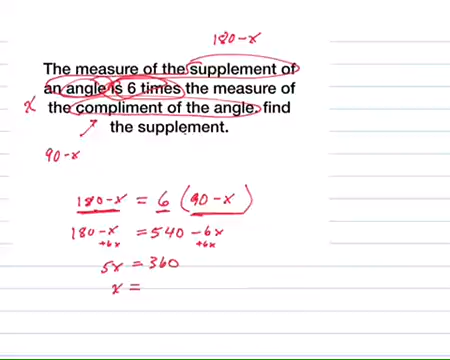 180-x
The measure of the supplement of
an angle is 6 times the measure of
x the compliment of the angle. find
the supplement.
90-x
180-x = 6 (90-x)
180-x = 540 -6x
+6x +6x
5x = 360
x =